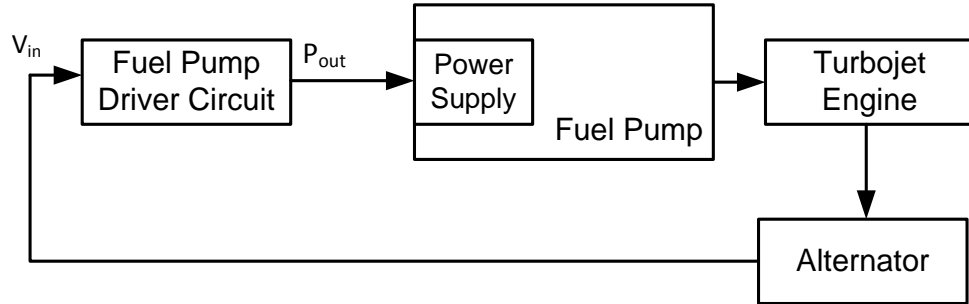 V_in
Fuel Pump
Driver Circuit
P_out
Power
Supply
Fuel Pump
Turbojet
Engine
Alternator